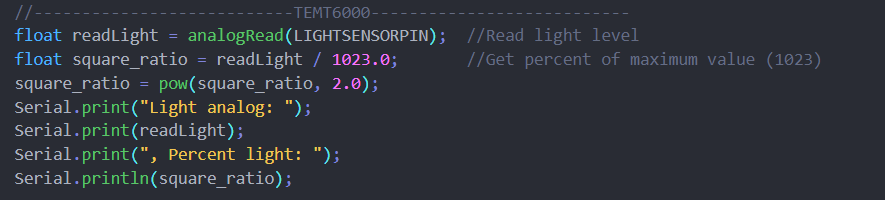 //--------------------------TEMT6000--------------------------
float readLight = analogRead(LIGHTSENSORPIN);  //Read light level
float square_ratio = readLight / 1023.0;       //Get percent of maximum value (1023)
square_ratio = pow(square_ratio, 2.0);
Serial.print("Light analog: ");
Serial.print(readLight);
Serial.print(", Percent light: ");
Serial.println(square_ratio);